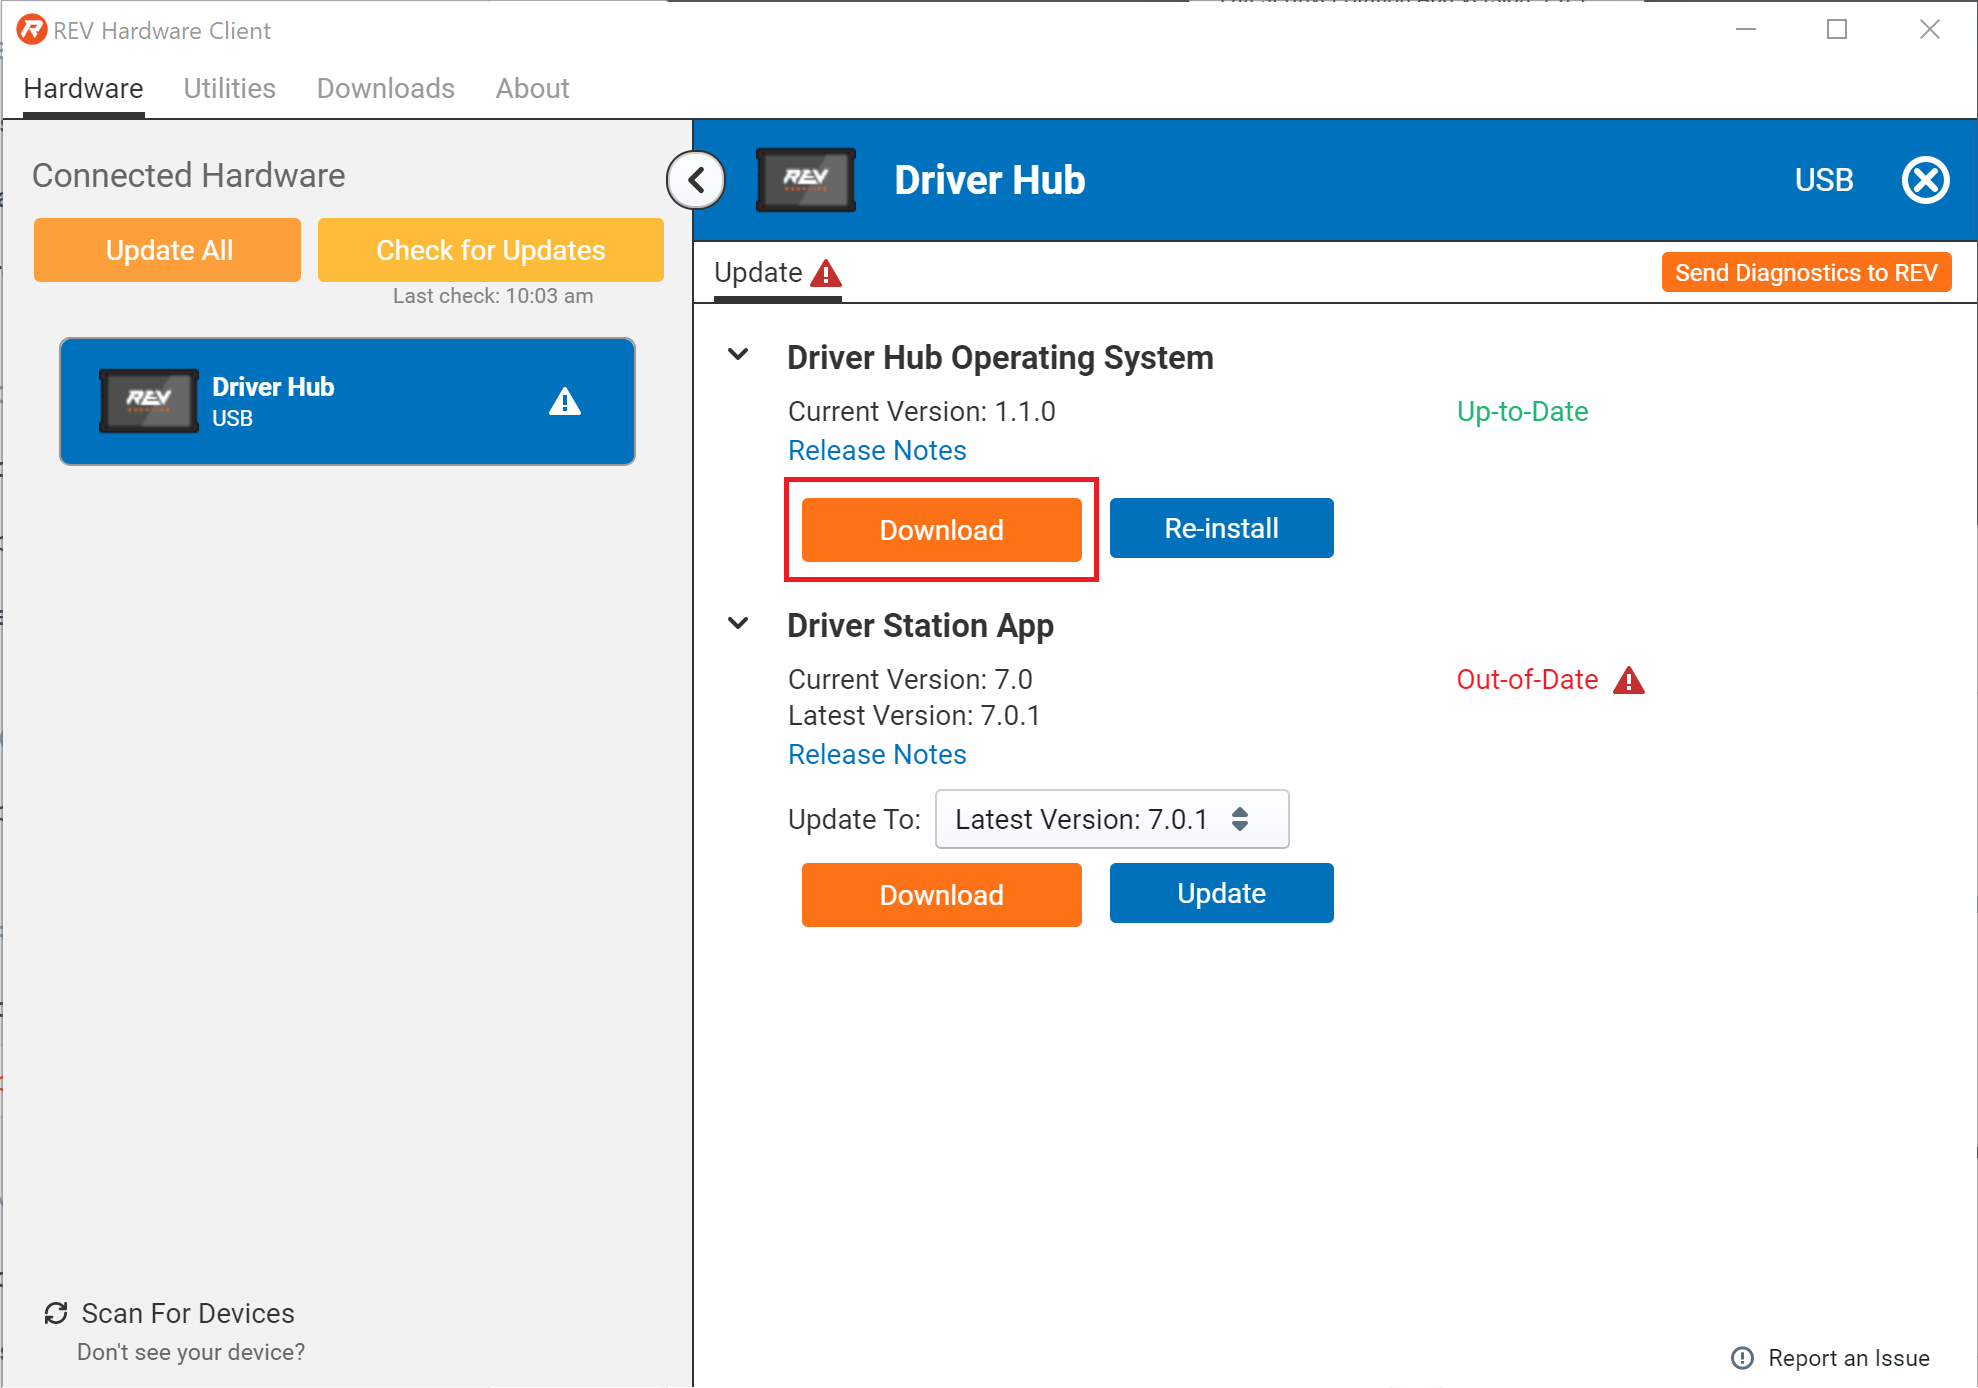 REV Hardware Client
Hardware Utilities Downloads About
Connected Hardware
Update All Check for Updates
Last check: 10:03 am
REV
Driver Hub
USB
REV
Driver Hub
USB
Update
Send Diagnostics to REV
Driver Hub Operating System
Current Version: 1.1.0
Up-to-Date
Release Notes
Download Re-install
Driver Station App
Current Version: 7.0
Out-of-Date
Latest Version: 7.0.1
Release Notes
Update To: Latest Version: 7.0.1
Download Update
Scan For Devices
Don't see your device?
Report an Issue